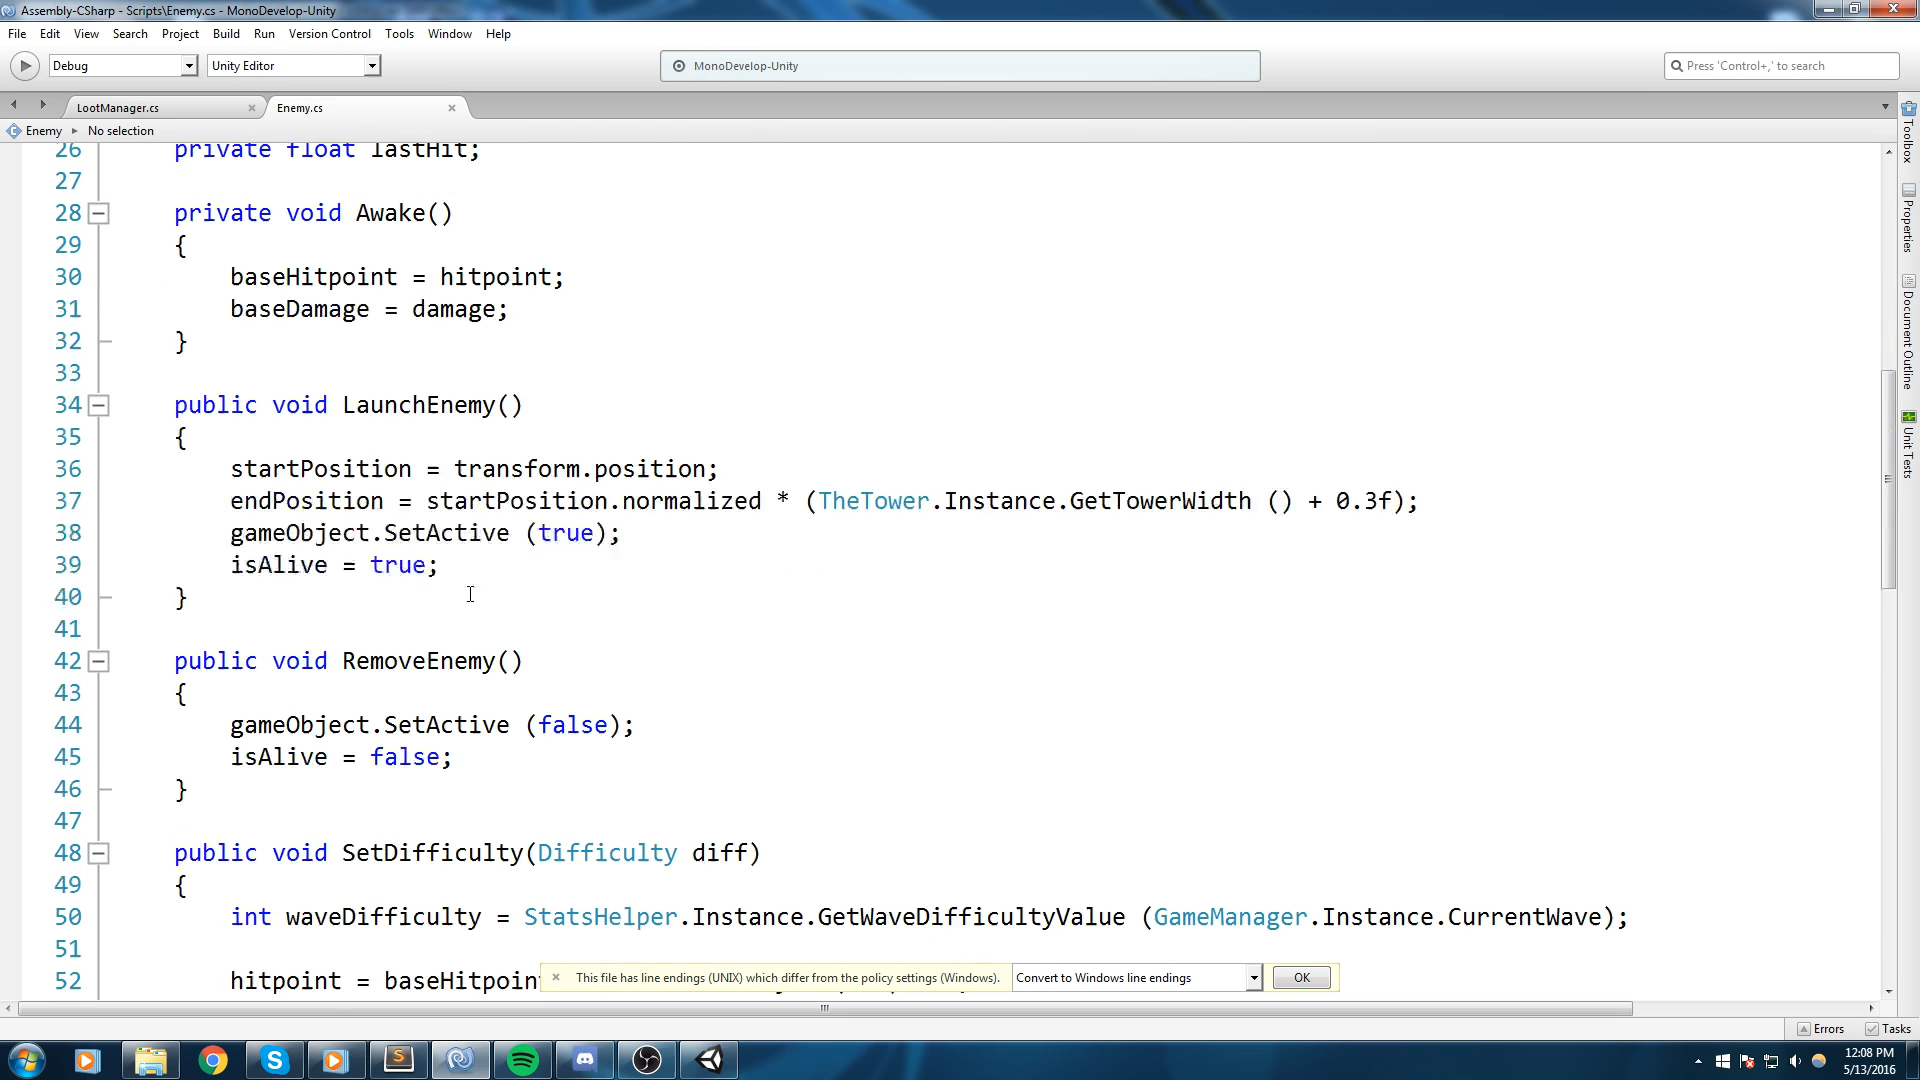 Assembly-CSharp - Scripts\Enemy.cs - MonoDevelop-Unity
File Edit View Search Project Build Run Version Control Tools Window Help
Debug Unity Editor MonoDevelop-Unity Press 'Control+,' to search
LootManager.cs Enemy.cs
Enemy No selection
26 private float lastHit;
27
28 private void Awake()
29 {
30 baseHitpoint = hitpoint;
31 baseDamage = damage;
32 }
33
34 public void LaunchEnemy()
35 {
36 startPosition = transform.position;
37 endPosition = startPosition.normalized * (TheTower.Instance.GetTowerWidth () + 0.3f);
38 gameObject.SetActive (true);
39 isAlive = true;
40 }
41
42 public void RemoveEnemy()
43 {
44 gameObject.SetActive (false);
45 isAlive = false;
46 }
47
48 public void SetDifficulty(Difficulty diff)
49 {
50 int waveDifficulty = StatsHelper.Instance.GetWaveDifficultyValue (GameManager.Instance.CurrentWave);
51
52 hitpoint = baseHitpoin
This file has line endings (UNIX) which differ from the policy settings (Windows). Convert to Windows line endings OK
Toolbox
Properties
Document Outline
Unit Tests
Errors Tasks
12:08 PM
5/13/2016